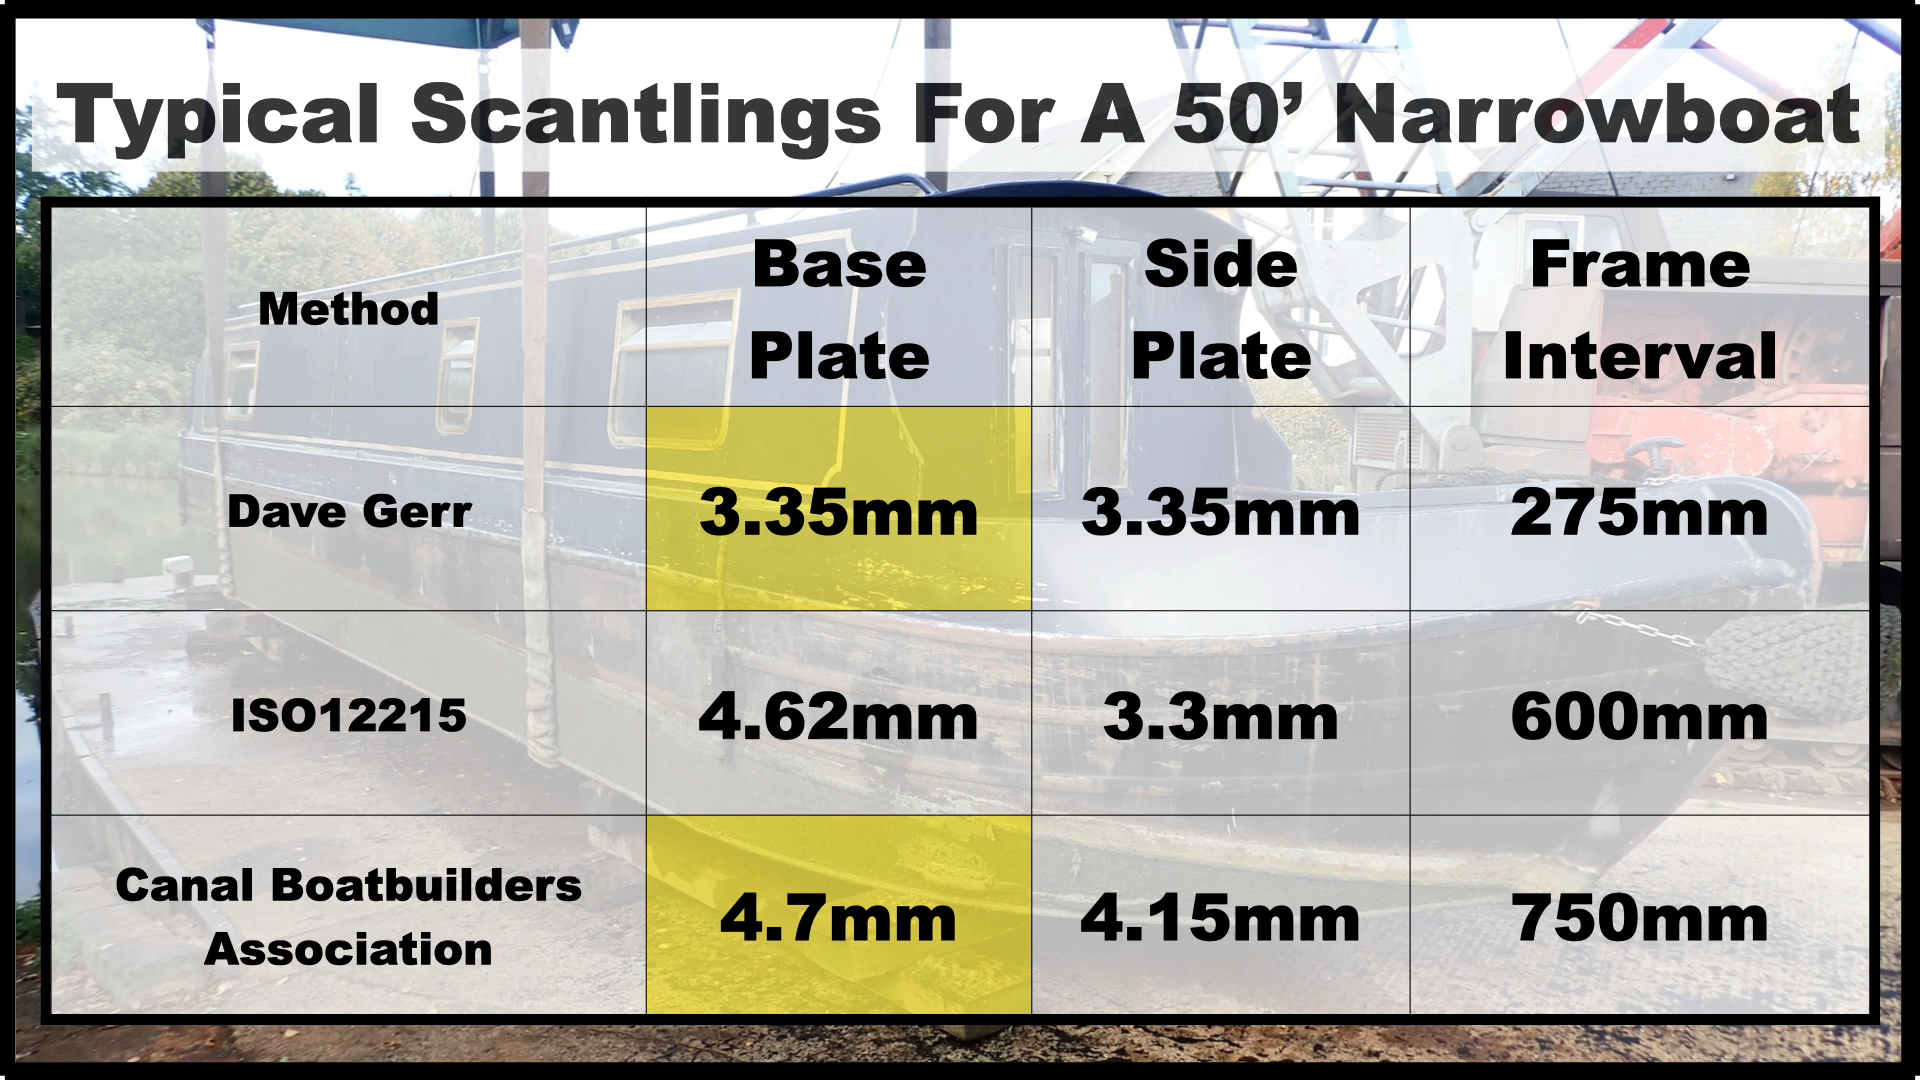 Typical Scantlings For A 50’ Narrowboat
Method
Base
Plate
Side
Plate
Frame
Interval
Dave Gerr
3.35mm
3.35mm
275mm
ISO12215
4.62mm
3.3mm
600mm
Canal Boatbuilders
Association
4.7mm
4.15mm
750mm